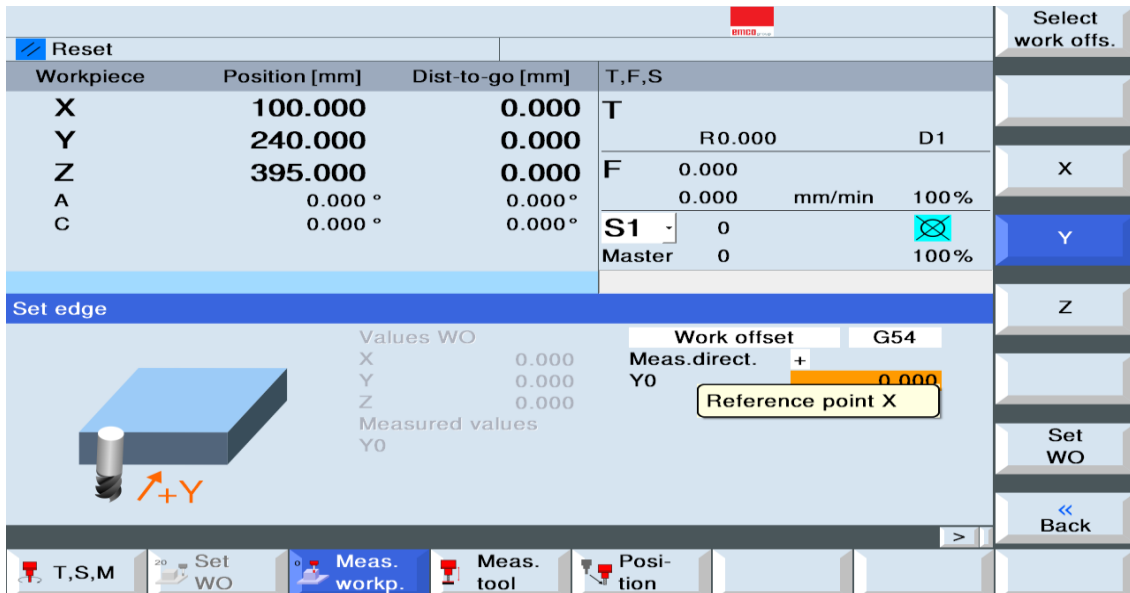 emco
Select
work offs.
Reset
Workpiece Position [mm] Dist-to-go [mm] T,F,S
X 100.000 0.000 T
Y 240.000 0.000 R0.000 D1
Z 395.000 0.000 F 0.000
A 0.000 ° 0.000° 0.000 mm/min 100%
C 0.000 ° 0.000° S1 0
Master 0 100%
X
Y
Z
Set edge
Values WO
X 0.000
Y 0.000
Z 0.000
Measured values
Y0
Work offset G54
Meas.direct. +
Y0 0.000
Reference point X
+Y
Set
WO
<<
Back
>
T,S,M
20
Set
WO
0
Meas.
workp.
Meas.
tool
Posi-
tion